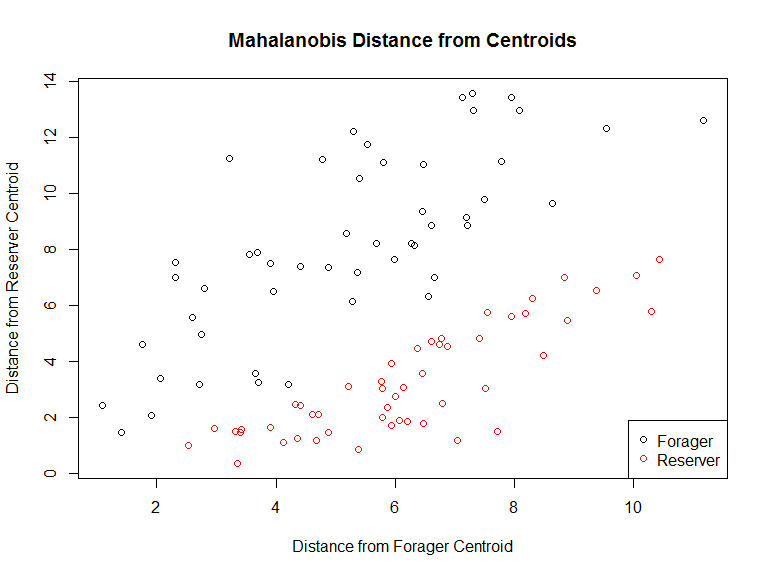 Mahalanobis Distance from Centroids
Distance from Reserver Centroid
14
12
10
8
6
4
2
0
2 4 6 8 10
Distance from Forager Centroid
Forager
Reserver